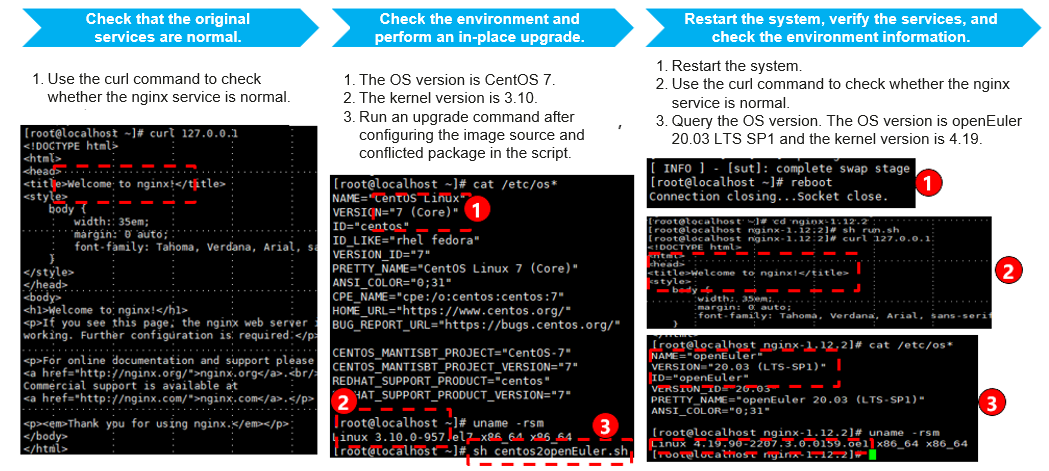 Check that the original
services are normal.
1. Use the curl command to check
whether the nginx service is normal.
[root@localhost ~]# curl 127.0.0.1
<!DOCTYPE html>
<html>
<head>
<title>Welcome to nginx!</title>
<style>
body {
width: 35em;
margin: 0 auto;
font-family: Tahoma, Verdana, Arial, sa
}
</style>
</head>
<body>
<h1>Welcome to nginx!</h1>
<p>If you see this page, the nginx web server
working. Further configuration is required.</p>
<p>For online documentation and support please
<a href="http://nginx.org/">nginx.org</a>.<br/>
Commercial support is available at
<a href="http://nginx.com/">nginx.com</a>.</p>
<p><em>Thank you for using nginx.</em></p>
</body>
</html>
Check the environment and
perform an in-place upgrade.
1. The OS version is CentOS 7.
2. The kernel version is 3.10.
3. Run an upgrade command after
configuring the image source and
conflicted package in the script.
,
[root@localhost ~]# cat /etc/os*
NAME="CentOS Linux"
VERSION="7 (Core)"
ID="centos"
ID_LIKE="rhel fedora"
VERSION_ID="7"
PRETTY_NAME="CentOS Linux 7 (Core)"
ANSI_COLOR="0;31"
CPE_NAME="cpe:/o:centos:centos:7"
HOME_URL="https://www.centos.org/"
BUG_REPORT_URL="https://bugs.centos.org/"
CENTOS_MANTISBT_PROJECT="CentOS-7"
CENTOS_MANTISBT_PROJECT_VERSION="7"
REDHAT_SUPPORT_PRODUCT="centos"
HAT_SUPPORT_PRODUCT_VERSION="7"
[root@localhost ~]# uname -rsm
Linux 3.10.0-957.el7.x86_64 x86_64
[root@localhost ~]# sh centos2openEuler.sh
1
2
3
Restart the system, verify the services, and
check the environment information.
1. Restart the system.
2. Use the curl command to check whether the nginx
service is normal.
3. Query the OS version. The OS version is openEuler
20.03 LTS SP1 and the kernel version is 4.19.
[ INFO ] - [sut]: complete swap stage
[root@localhost ~]# reboot
Connection closing...Socket close.
1
[root@localhost ~]# cd nginx-1.12.2
[root@localhost nginx-1.12.2]# sh run.sh
[root@localhost nginx-1.12.2]# curl 127.0.0.1
<!DOCTYPE html>
<html>
<head>
<title>Welcome to nginx!</title>
<style>
body {
width: 35em;
margin: 0 auto;
font-family: Tahoma, Verdana, Arial, sans-serif
}
2
</html>
[root@localhost nginx-1.12.2]# cat /etc/os*
NAME="openEuler"
VERSION="20.03 (LTS-SP1)"
ID="openEuler"
VERSION_ID="20.03"
PRETTY_NAME="openEuler 20.03 (LTS-SP1)"
ANSI_COLOR="0;31"
3
[root@localhost nginx-1.12.2]# uname -rsm
Linux 4.19.90-2207.3.0.0159.oe1.x86_64 x86_64
[root@localhost nginx-1.12.2]#